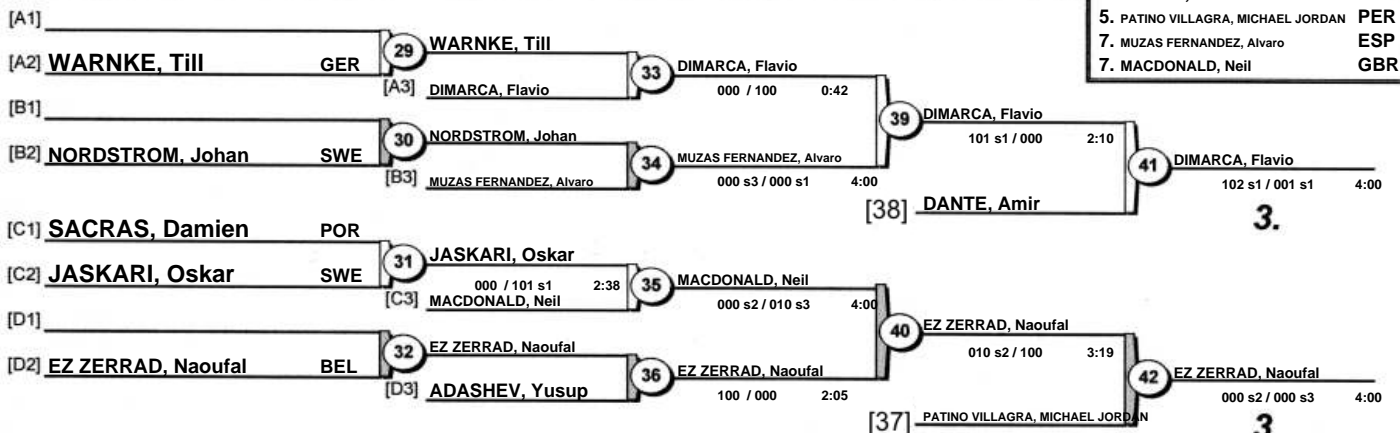 5. PATINO VILLAGRA, MICHAEL JORDAN PER
7. MUZAS FERNANDEZ, Alvaro ESP
7. MACDONALD, Neil GBR
[A1]
[A2] WARNKE, Till GER
29
WARNKE, Till
[A3] DIMARCA, Flavio
33
DIMARCA, Flavio
000 / 100 0:42
[B1]
[B2] NORDSTROM, Johan SWE
30
NORDSTROM, Johan
[B3] MUZAS FERNANDEZ, Alvaro
34
MUZAS FERNANDEZ, Alvaro
000 s3 / 000 s1 4:00
39
DIMARCA, Flavio
101 s1 / 000 2:10
[38] DANTE, Amir
41
DIMARCA, Flavio
102 s1 / 001 s1 4:00
3.
[C1] SACRAS, Damien POR
[C2] JASKARI, Oskar SWE
31
JASKARI, Oskar
000 / 101 s1 2:38
[C3] MACDONALD, Neil
35
MACDONALD, Neil
000 s2 / 010 s3 4:00
[D1]
[D2] EZ ZERRAD, Naoufal BEL
32
EZ ZERRAD, Naoufal
[D3] ADASHEV, Yusup
36
EZ ZERRAD, Naoufal
100 / 000 2:05
40
EZ ZERRAD, Naoufal
010 s2 / 100 3:19
[37] PATINO VILLAGRA, MICHAEL JORDAN
42
EZ ZERRAD, Naoufal
000 s2 / 000 s3 4:00
3